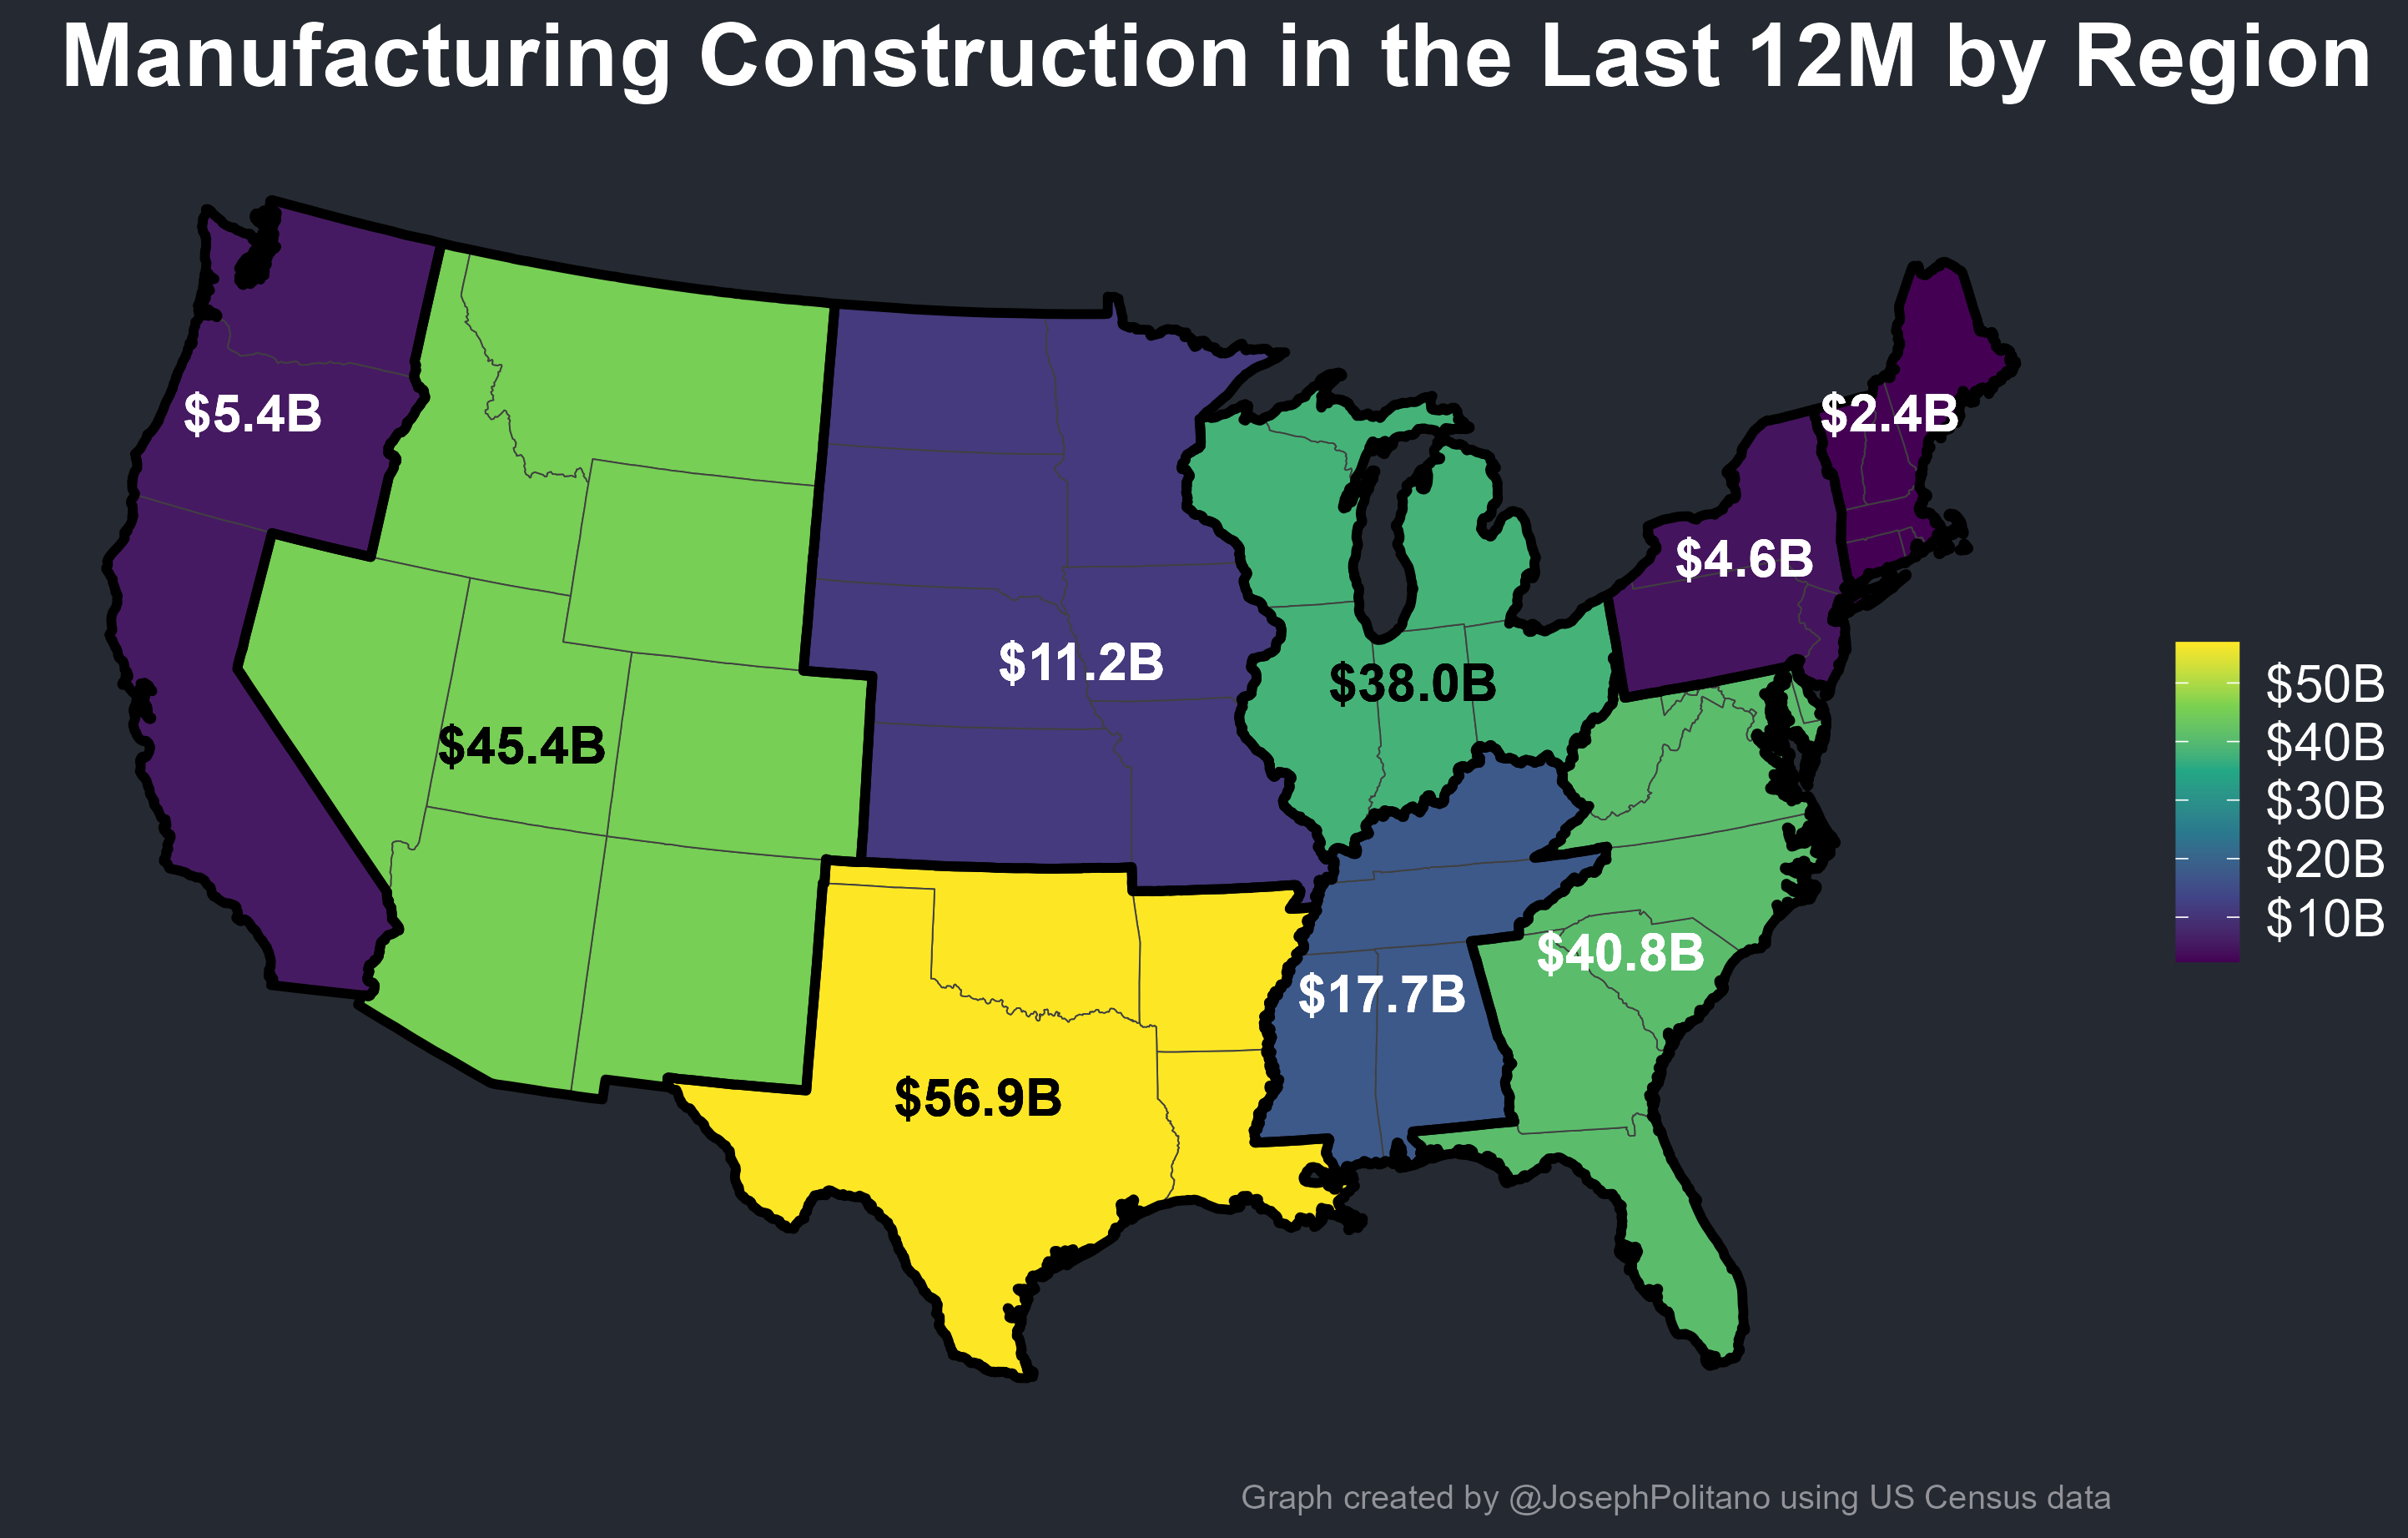 Manufacturing Construction in the Last 12M by Region
$5.4B
$2.4B
$4.6B
$11.2B
$38.0B
$45.4B
$40.8B
$17.7B
$56.9B
$50B
$40B
$30B
$20B
$10B
Graph created by @JosephPolitano using US Census data